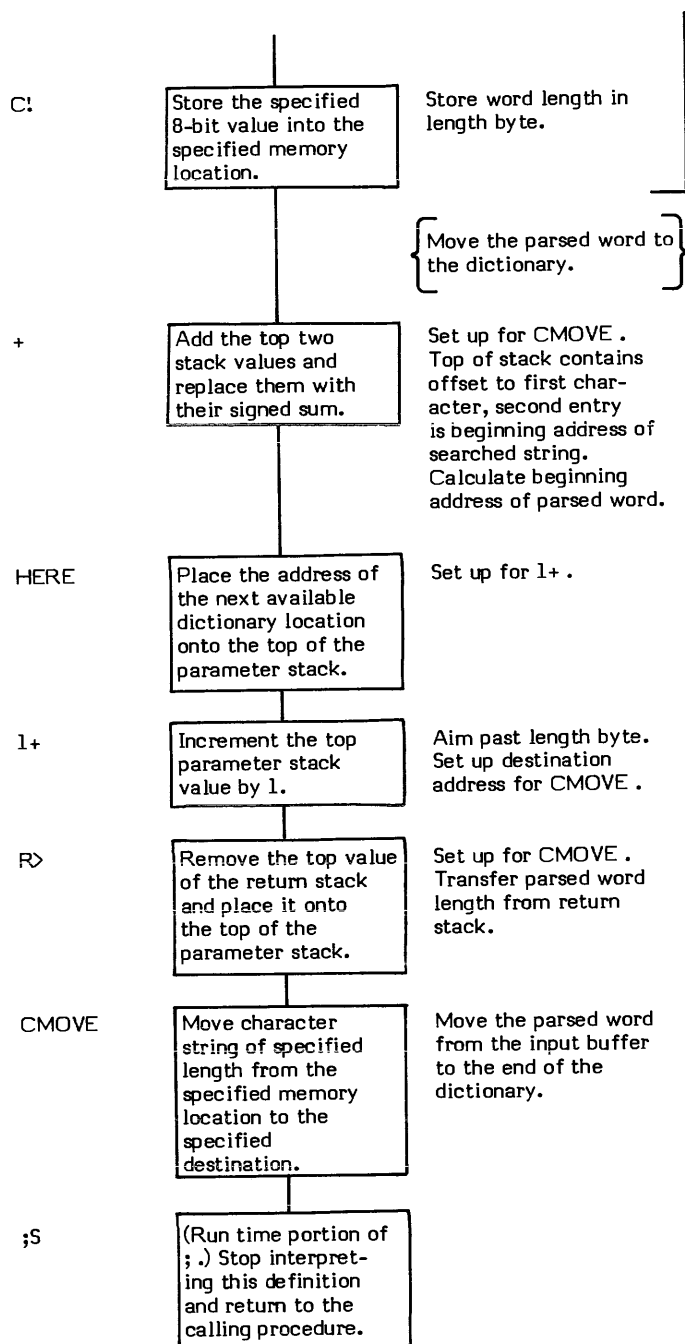 C!
Store the specified
8-bit value into the
specified memory
location.
Store word length in
length byte.
Move the parsed word to
the dictionary.
+
Add the top two
stack values and
replace them with
their signed sum.
Set up for CMOVE .
Top of stack contains
offset to first char-
acter, second entry
is beginning address of
searched string.
Calculate beginning
address of parsed word.
HERE
Place the address of
the next available
dictionary location
onto the top of the
parameter stack.
Set up for 1+ .
1+
Increment the top
parameter stack
value by 1.
Aim past length byte.
Set up destination
address for CMOVE .
R>
Remove the top value
of the return stack
and place it onto
the top of the
parameter stack.
Set up for CMOVE .
Transfer parsed word
length from return
stack.
CMOVE
Move character
string of specified
length from the
specified memory
location to the
specified
destination.
Move the parsed word
from the input buffer
to the end of the
dictionary.
;S
(Run time portion of
; .) Stop interpret-
ing this definition
and return to the
calling procedure.